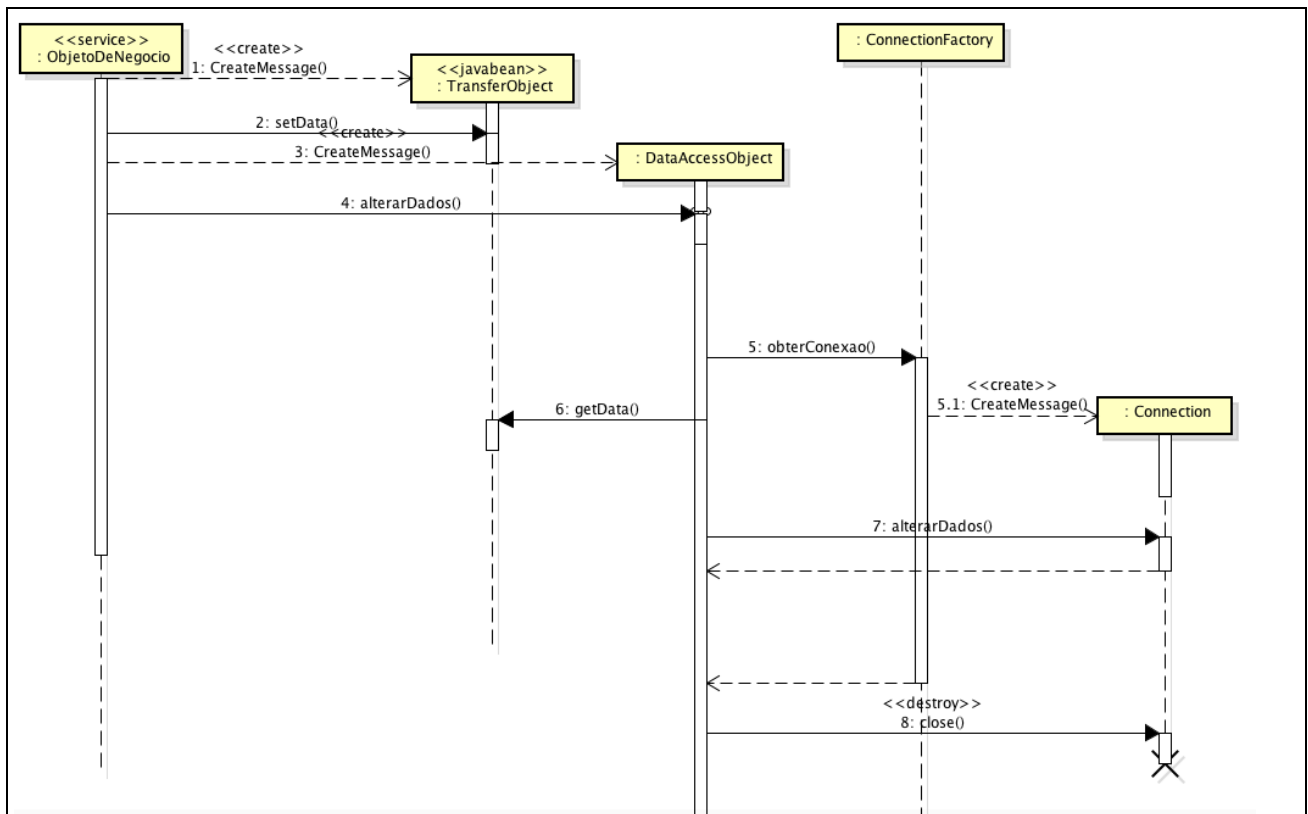 <<service>>
: ObjetoDeNegocio
<<create>>
1: CreateMessage()
<<javabean>>
: TransferObject
: ConnectionFactory
2: setData()
<<create>>
3: CreateMessage()
: DataAccessObject
4: alterarDados()
5: obterConexao()
<<create>>
5.1: CreateMessage()
: Connection
6: getData()
7: alterarDados()
<<destroy>>
8: close()